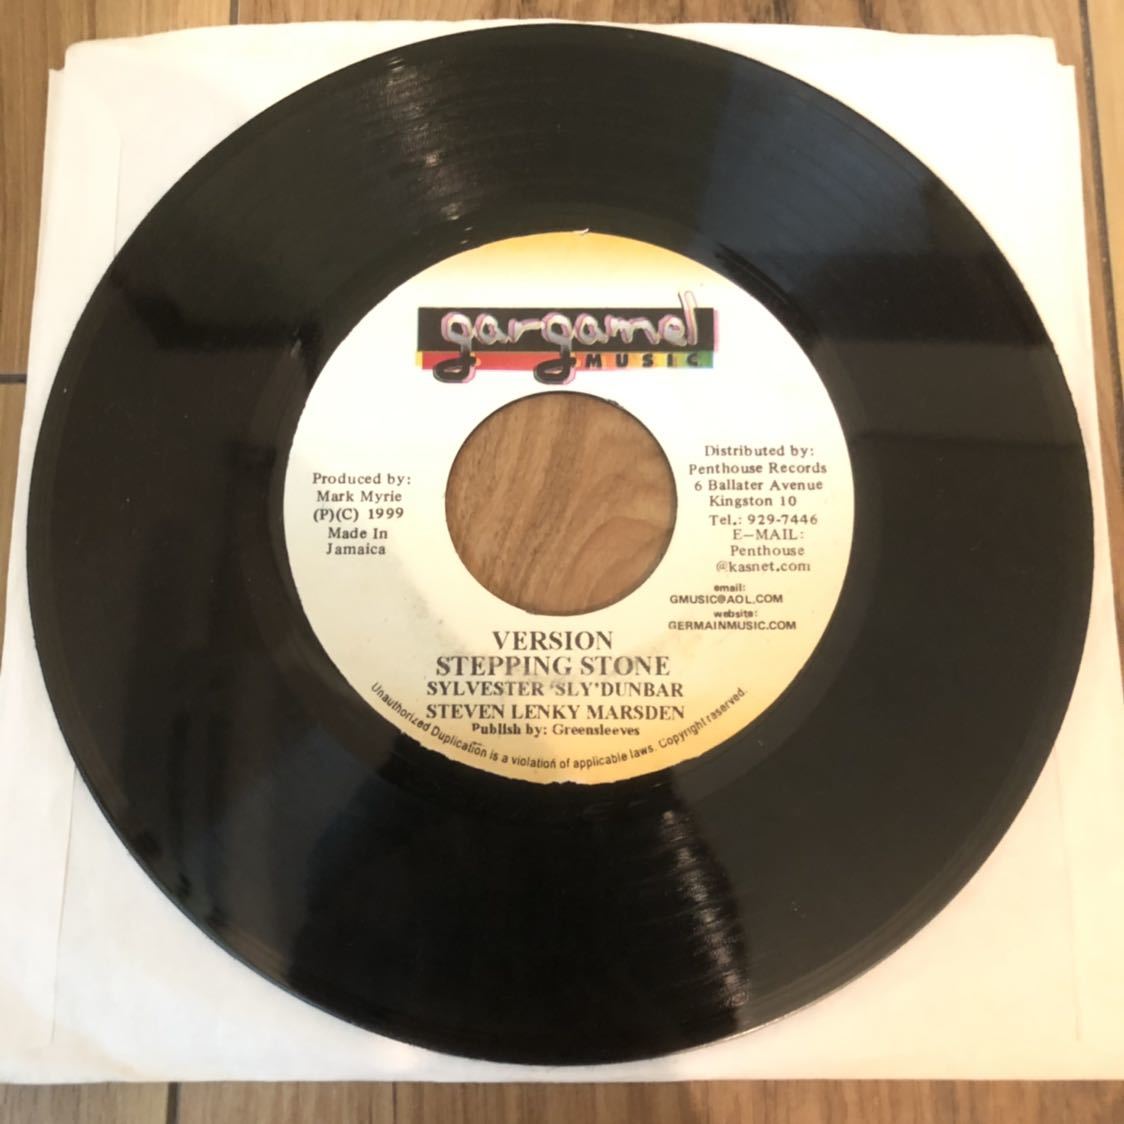 gargamel
MUSIC
Produced by:
Mark Myrie
(P)(C) 1999
Made In
Jamaica
Distributed by:
Penthouse Records
6 Ballater Avenue
Kingston 10
Tel.: 929-7446
E-MAIL:
Penthouse
@kasnet.com
email:
GMUSIC@AOL.COM
website:
GERMAINMUSIC.COM
VERSION
STEPPING STONE
SYLVESTER 'SLY'DUNBAR
STEVEN LENKY MARSDEN
Publish by: Greensleeves
Unauthorized Duplication is a violation of applicable laws. Copyright raserved.